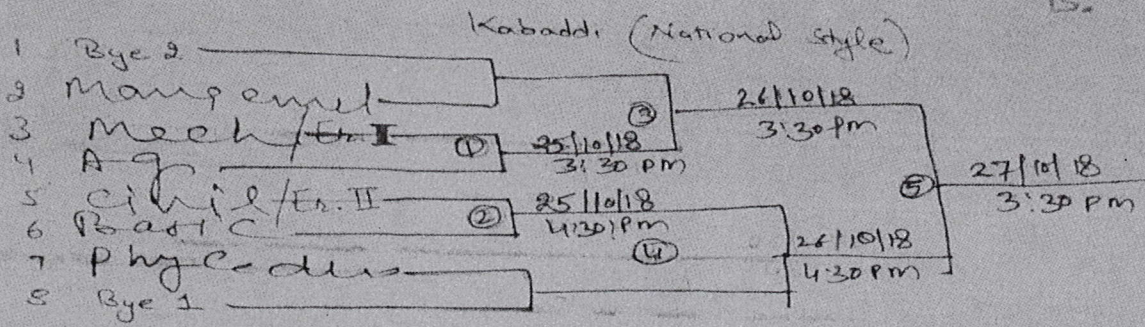 Kabaddi (National Style)
1 Bye 2
2 Mangement
3 Mech/Er. I
4 Ag
5 Civil/Er. II
6 Basic
7 Phy Edu
8 Bye 1
① 25/10/18
3:30 pm
② 25/10/18
4:30 pm
③ 26/10/18
3:30 pm
④ 26/10/18
4:30 pm
⑤ 27/10/18
3:30 pm